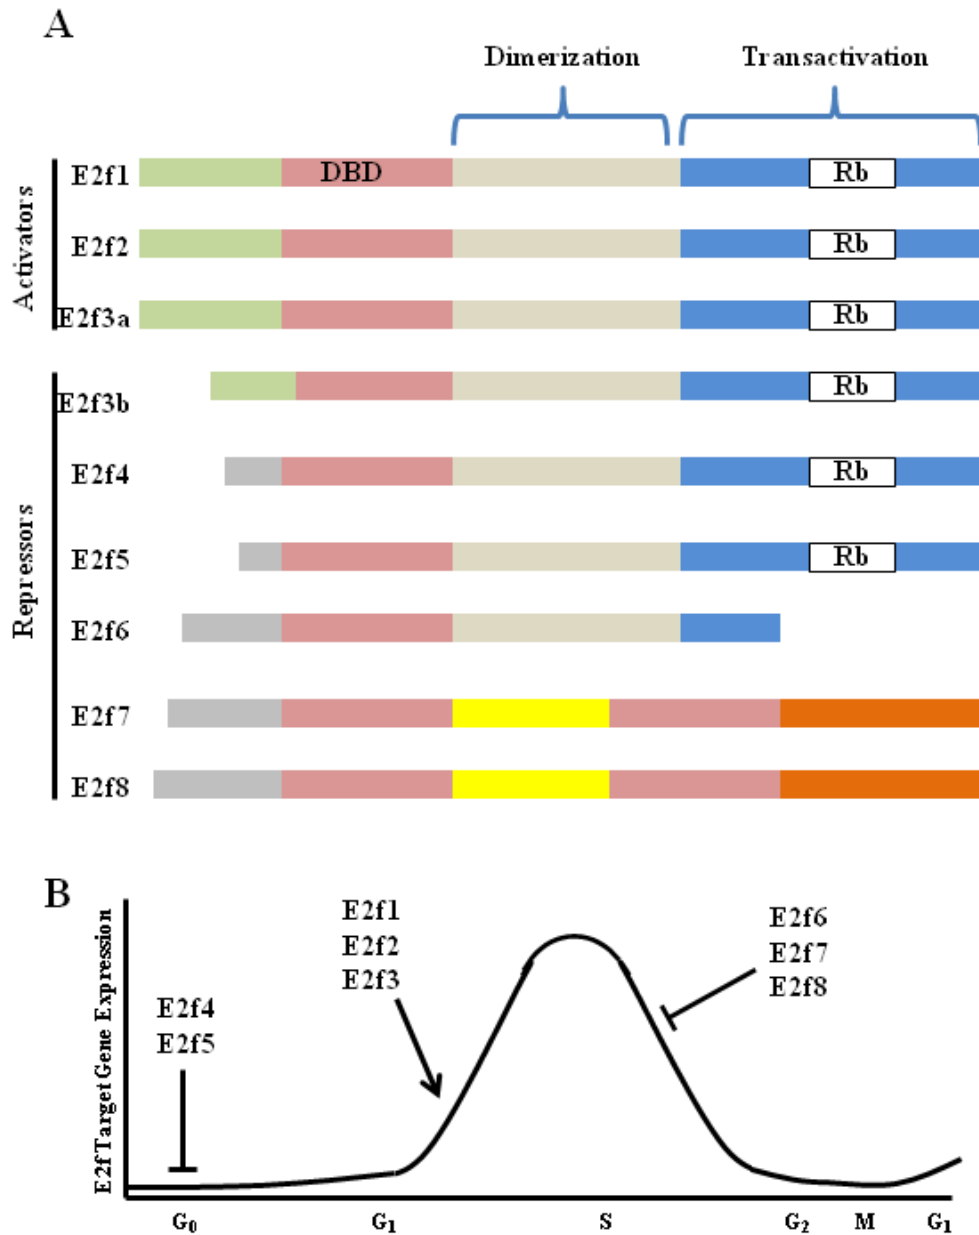 A
Dimerization Transactivation
Activators
E2f1 DBD Rb
E2f2 Rb
E2f3a Rb
Repressors
E2f3b Rb
E2f4 Rb
E2f5 Rb
E2f6
E2f7
E2f8
B
E2f Target Gene Expression
E2f4
E2f5
E2f1
E2f2
E2f3
E2f6
E2f7
E2f8
G₀ G₁ S G₂ M G₁